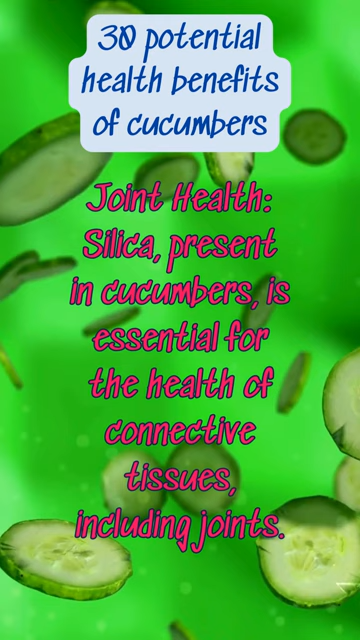 30 potential
health benefits
of cucumbers
Joint Health:
Silica, present
in cucumbers, is
essential for
the health of
connective
tissues,
including joints.